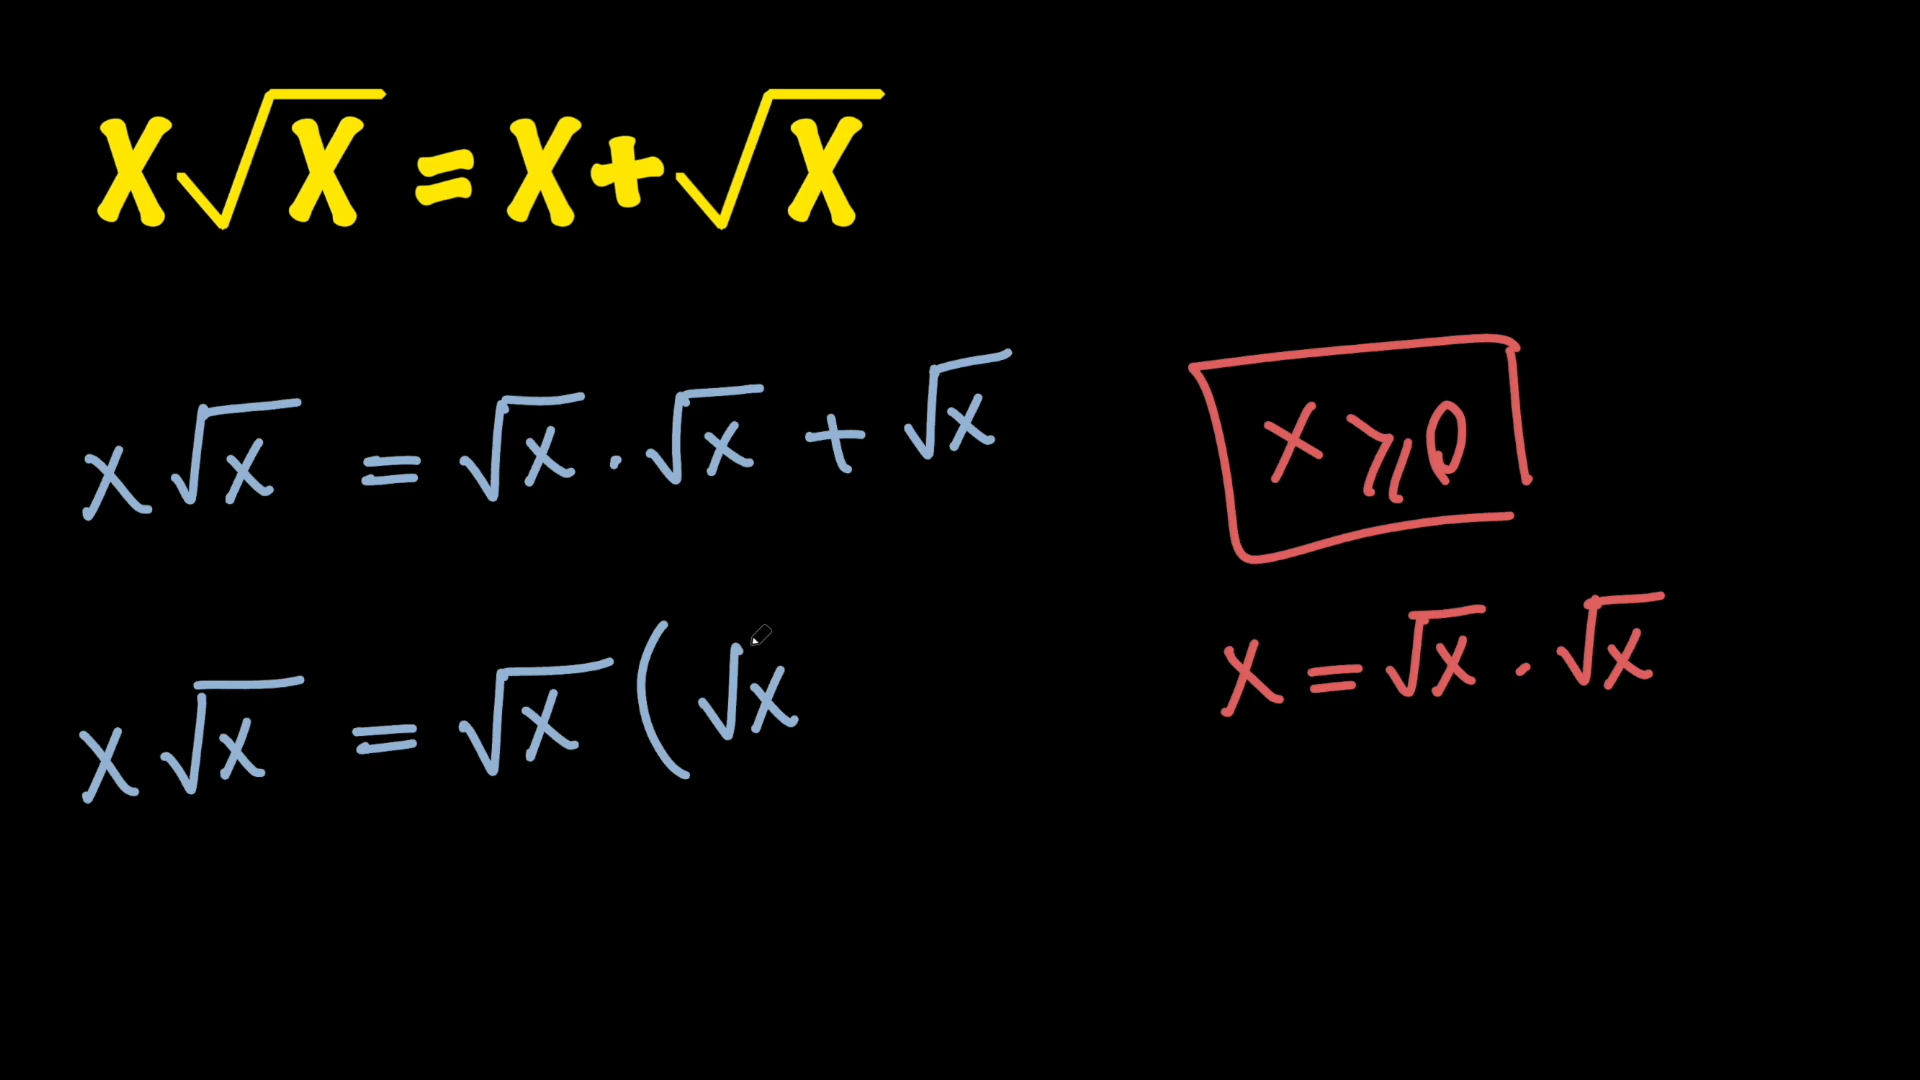 x√x = x+√x
x√x = √x · √x + √x
x ⩾ 0
x√x = √x (√x
x = √x · √x